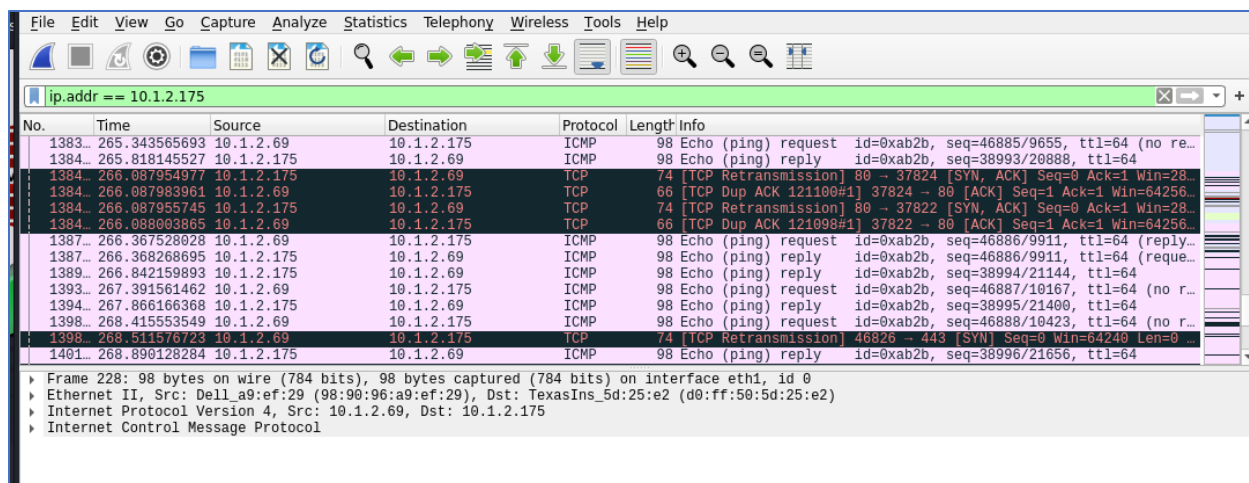 File Edit View Go Capture Analyze Statistics Telephony Wireless Tools Help
ip.addr == 10.1.2.175
No. Time Source Destination Protocol Length Info
1383… 265.343565693 10.1.2.69 10.1.2.175 ICMP 98 Echo (ping) request id=0xab2b, seq=46885/9655, ttl=64 (no re…
1384… 265.818145527 10.1.2.175 10.1.2.69 ICMP 98 Echo (ping) reply id=0xab2b, seq=38993/20888, ttl=64
1384… 266.087954977 10.1.2.175 10.1.2.69 TCP 74 [TCP Retransmission] 80 → 37824 [SYN, ACK] Seq=0 Ack=1 Win=28…
1384… 266.087983961 10.1.2.69 10.1.2.175 TCP 66 [TCP Dup ACK 121100#1] 37824 → 80 [ACK] Seq=1 Ack=1 Win=64256…
1384… 266.087955745 10.1.2.175 10.1.2.69 TCP 74 [TCP Retransmission] 80 → 37822 [SYN, ACK] Seq=0 Ack=1 Win=28…
1384… 266.088003865 10.1.2.69 10.1.2.175 TCP 66 [TCP Dup ACK 121098#1] 37822 → 80 [ACK] Seq=1 Ack=1 Win=64256…
1387… 266.367528028 10.1.2.69 10.1.2.175 ICMP 98 Echo (ping) request id=0xab2b, seq=46886/9911, ttl=64 (reply…
1387… 266.368268695 10.1.2.175 10.1.2.69 ICMP 98 Echo (ping) reply id=0xab2b, seq=46886/9911, ttl=64 (reque…
1389… 266.842159893 10.1.2.175 10.1.2.69 ICMP 98 Echo (ping) reply id=0xab2b, seq=38994/21144, ttl=64
1393… 267.391561462 10.1.2.69 10.1.2.175 ICMP 98 Echo (ping) request id=0xab2b, seq=46887/10167, ttl=64 (no r…
1394… 267.866166368 10.1.2.175 10.1.2.69 ICMP 98 Echo (ping) reply id=0xab2b, seq=38995/21400, ttl=64
1398… 268.415553549 10.1.2.69 10.1.2.175 ICMP 98 Echo (ping) request id=0xab2b, seq=46888/10423, ttl=64 (no r…
1398… 268.511576723 10.1.2.69 10.1.2.175 TCP 74 [TCP Retransmission] 46826 → 443 [SYN] Seq=0 Win=64240 Len=0 …
1401… 268.890128284 10.1.2.175 10.1.2.69 ICMP 98 Echo (ping) reply id=0xab2b, seq=38996/21656, ttl=64
Frame 228: 98 bytes on wire (784 bits), 98 bytes captured (784 bits) on interface eth1, id 0
Ethernet II, Src: Dell_a9:ef:29 (98:90:96:a9:ef:29), Dst: TexasIns_5d:25:e2 (d0:ff:50:5d:25:e2)
Internet Protocol Version 4, Src: 10.1.2.69, Dst: 10.1.2.175
Internet Control Message Protocol